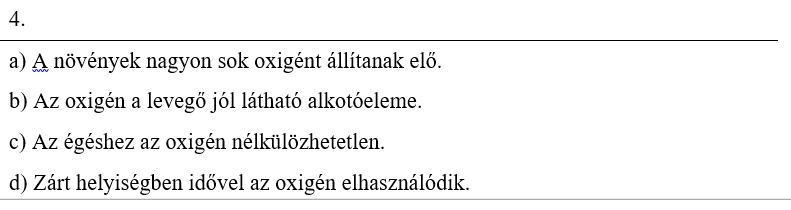 4.
a) A növények nagyon sok oxigént állítanak elő.
b) Az oxigén a levegő jól látható alkotóeleme.
c) Az égéshez az oxigén nélkülözhetetlen.
d) Zárt helyiségben idővel az oxigén elhasználódik.